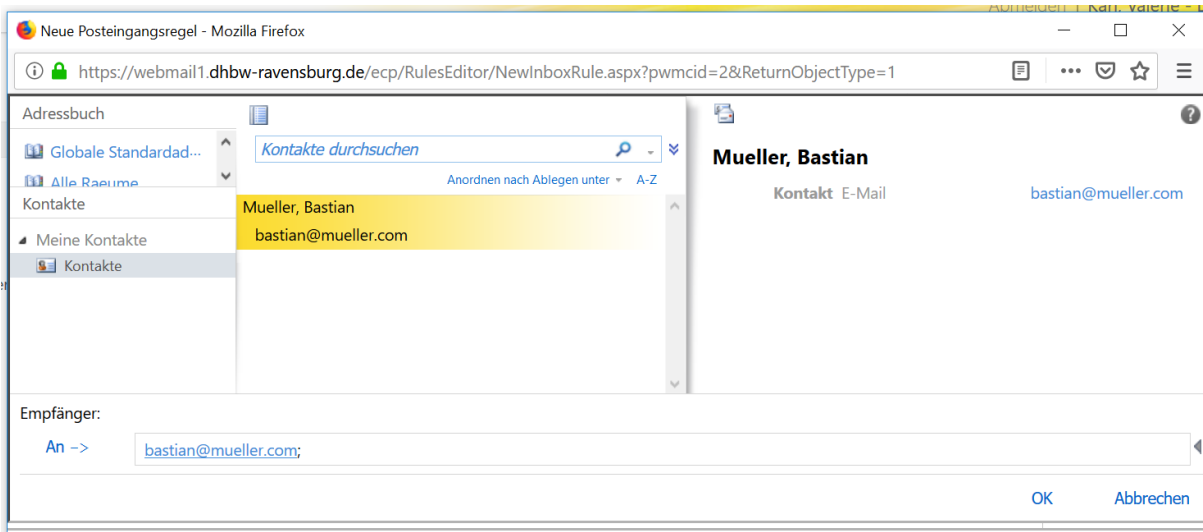 Abmelden | Karl, Valerie -
Neue Posteingangsregel - Mozilla Firefox
https://webmail1.dhbw-ravensburg.de/ecp/RulesEditor/NewInboxRule.aspx?pwmcid=2&ReturnObjectType=1
Adressbuch
Globale Standardad...
Alle Raeume
Kontakte
Meine Kontakte
Kontakte
Kontakte durchsuchen
Anordnen nach Ablegen unter A-Z
Mueller, Bastian
bastian@mueller.com
Mueller, Bastian
Kontakt E-Mail bastian@mueller.com
Empfänger:
An -> bastian@mueller.com;
OK Abbrechen